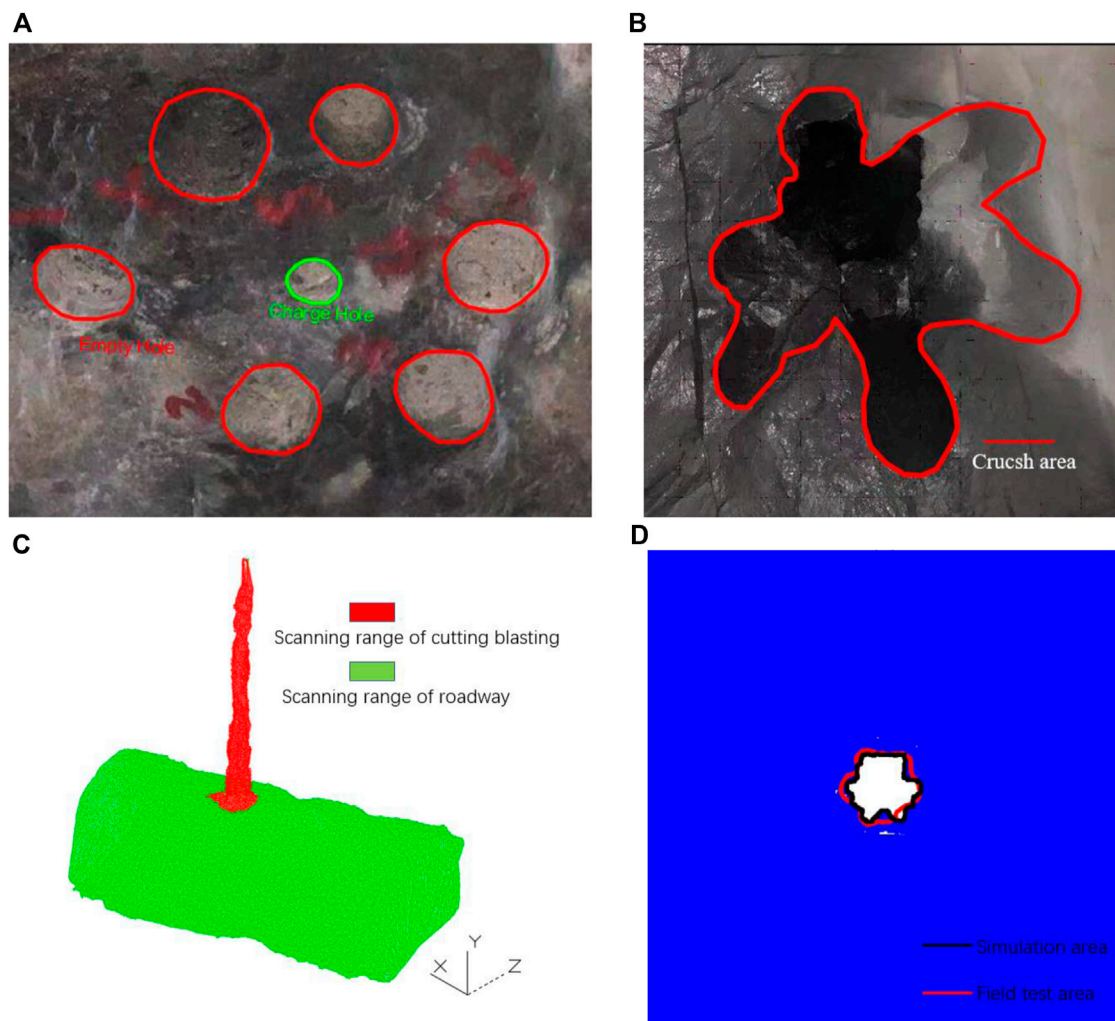 A
B
Charge Hole
Empty Hole
Crucsh area
C
D
Scanning range of cutting blasting
Scanning range of roadway
Y
X
Z
Simulation area
Field test area